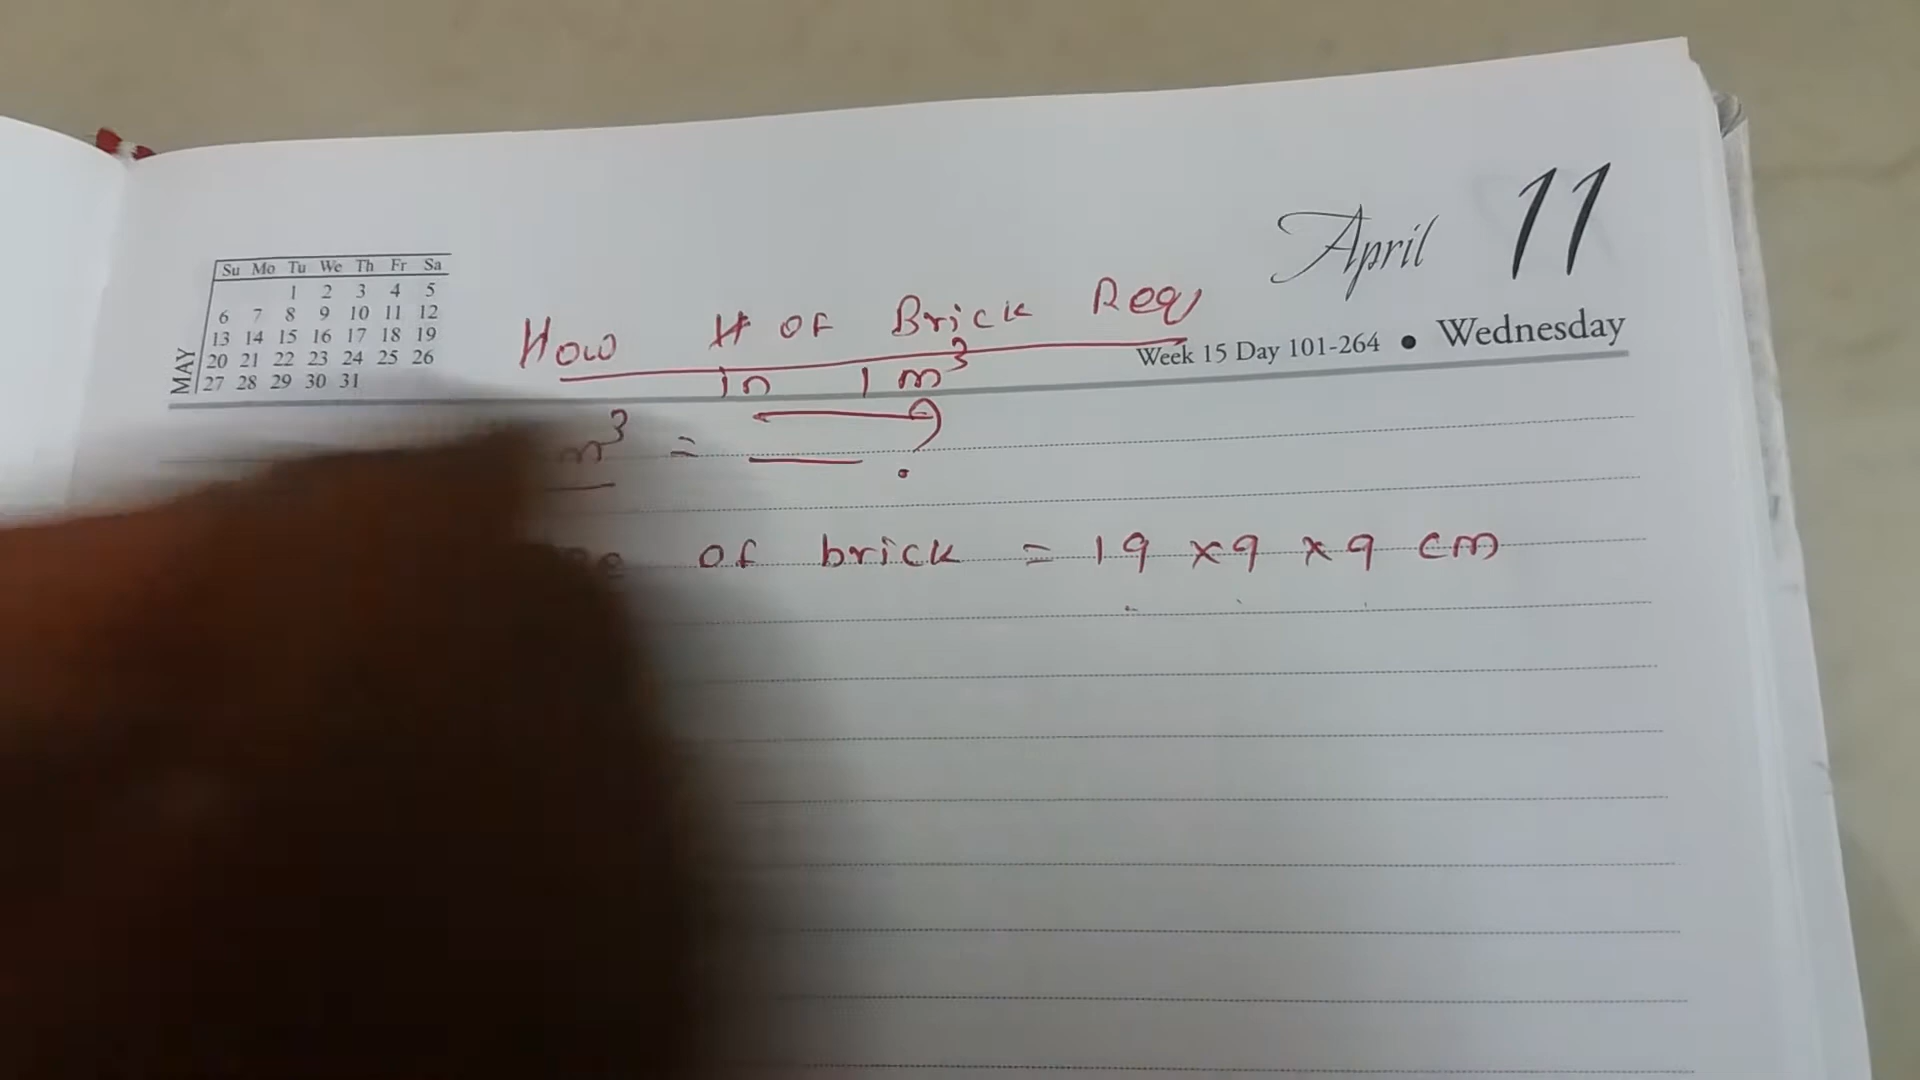 April 11
Su Mo Tu We Th Fr Sa
1 2 3 4 5
6 7 8 9 10 11 12
13 14 15 16 17 18 19
20 21 22 23 24 25 26
27 28 29 30 31
MAY
Week 15 Day 101-264 • Wednesday
How # OF Brick Req
In 1 m³
m³ = __ ?
of brick = 19 x 9 x 9 cm